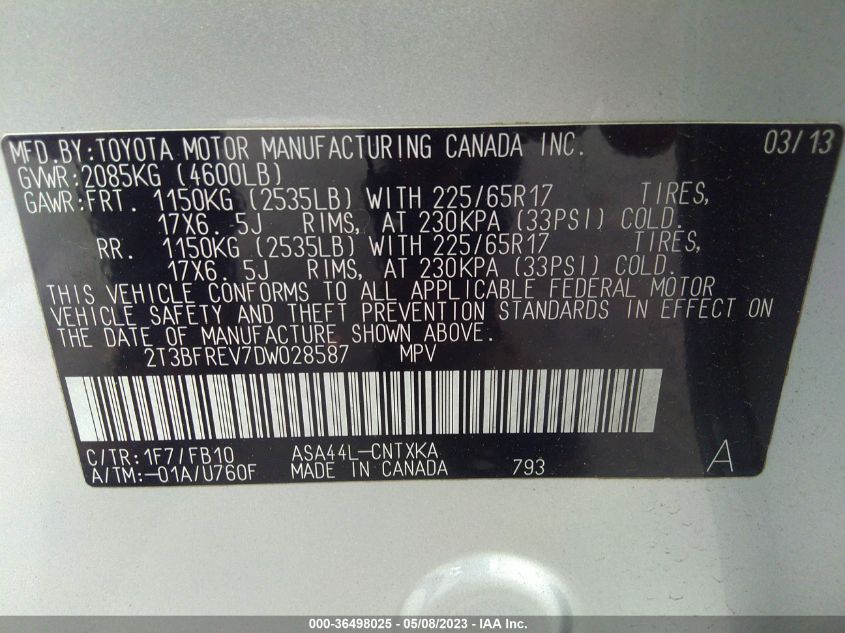 MFD.BY:TOYOTA MOTOR MANUFACTURING CANADA INC. 03/13
GVWR:2085KG (4600LB)
GAWR:FRT. 1150KG (2535LB) WITH 225/65R17 TIRES,
17X6.5J RIMS, AT 230KPA (33PSI) COLD.
RR. 1150KG (2535LB) WITH 225/65R17 TIRES,
17X6.5J RIMS, AT 230KPA (33PSI) COLD.
THIS VEHICLE CONFORMS TO ALL APPLICABLE FEDERAL MOTOR
VEHICLE SAFETY AND THEFT PREVENTION STANDARDS IN EFFECT ON
THE DATE OF MANUFACTURE SHOWN ABOVE.
2T3BFREV7DW028587 MPV
C/TR:1F7/FB10 ASA44L-CNTXKA
A/TM:-01A/U760F MADE IN CANADA 793 A
000-36498025 - 05/08/2023 - IAA Inc.